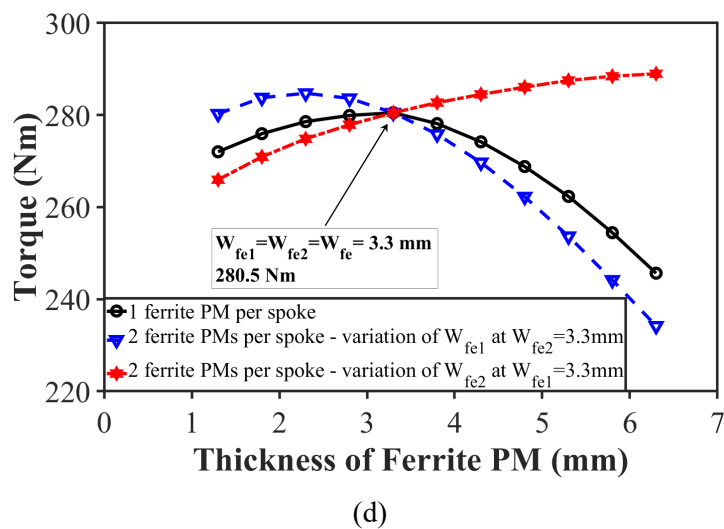 300
280
260
240
220
Torque (Nm)
W_fe1=W_fe2=W_fe= 3.3 mm
280.5 Nm
1 ferrite PM per spoke
2 ferrite PMs per spoke - variation of W_fe1 at W_fe2=3.3mm
2 ferrite PMs per spoke - variation of W_fe2 at W_fe1=3.3mm
0 1 2 3 4 5 6 7
Thickness of Ferrite PM (mm)
(d)